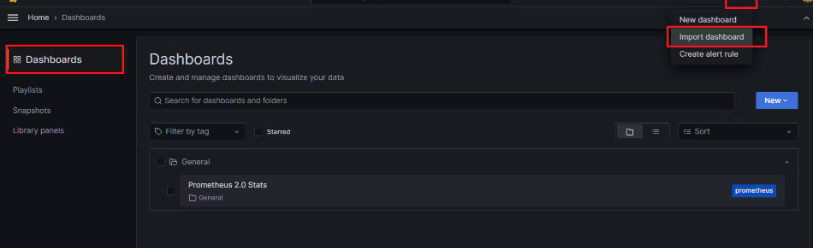 Home › Dashboards
New dashboard
Import dashboard
Create alert rule
Dashboards
Playlists
Snapshots
Library panels
Dashboards
Create and manage dashboards to visualize your data
Search for dashboards and folders
New
Filter by tag
Starred
Sort
General
Prometheus 2.0 Stats
General
prometheus